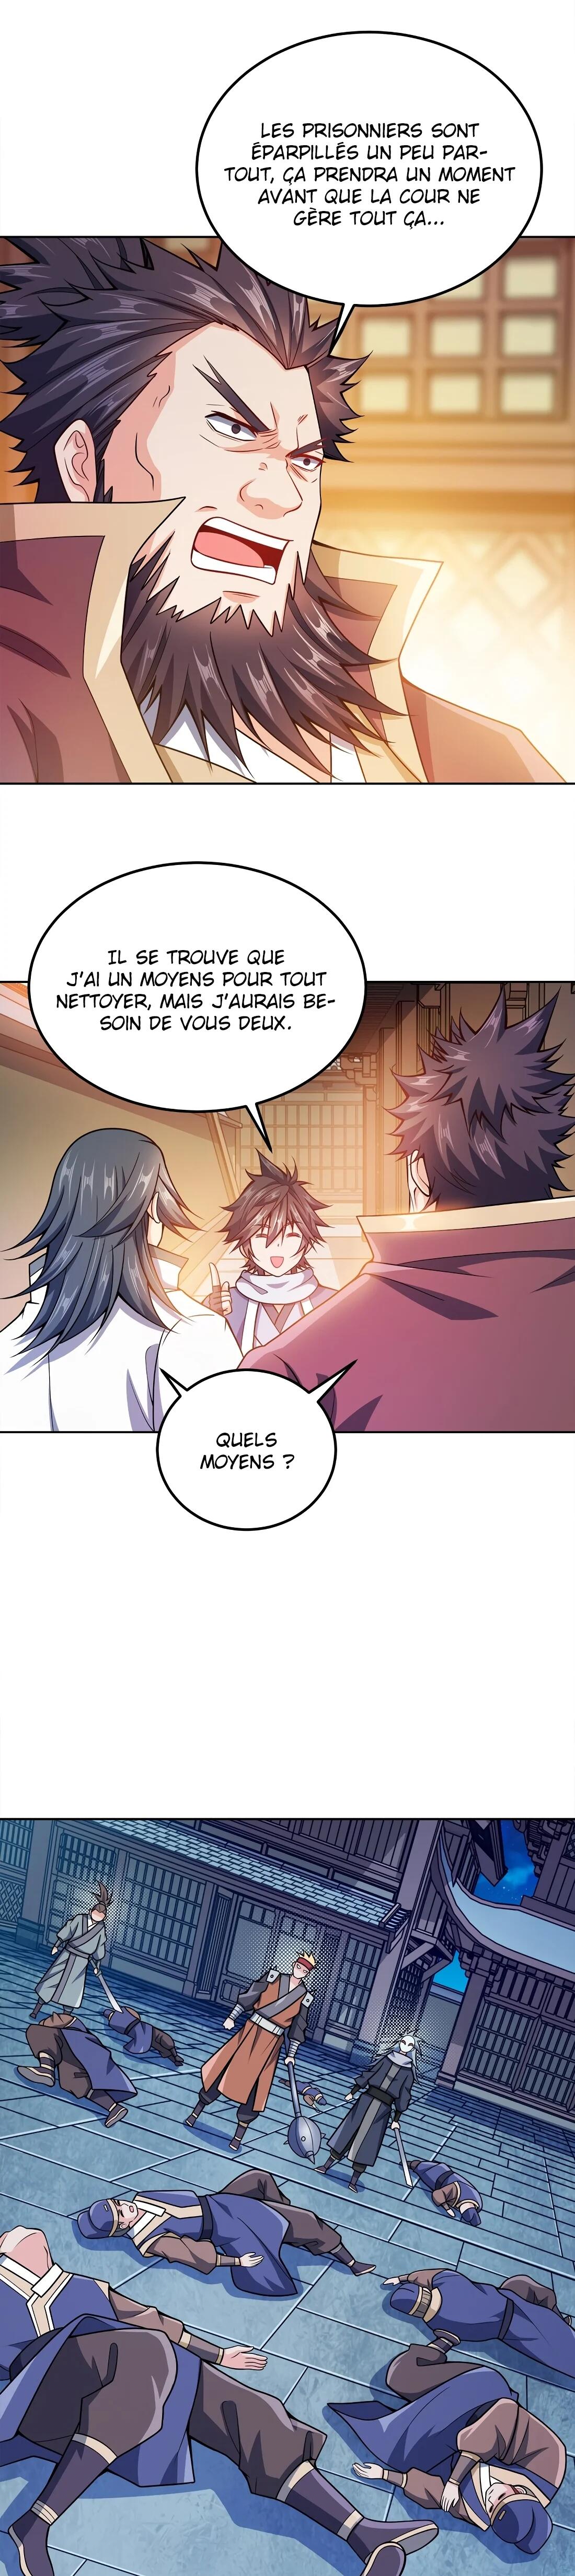 LES PRISONNIERS SONT
ÉPARPILLÉS UN PEU PAR-
TOUT, ÇA PRENDRA UN MOMENT
AVANT QUE LA COUR NE
GÈRE TOUT ÇA...
IL SE TROUVE QUE
J'AI UN MOYENS POUR TOUT
NETTOYER, MAIS J'AURAIS BE-
SOIN DE VOUS DEUX.
QUELS
MOYENS ?